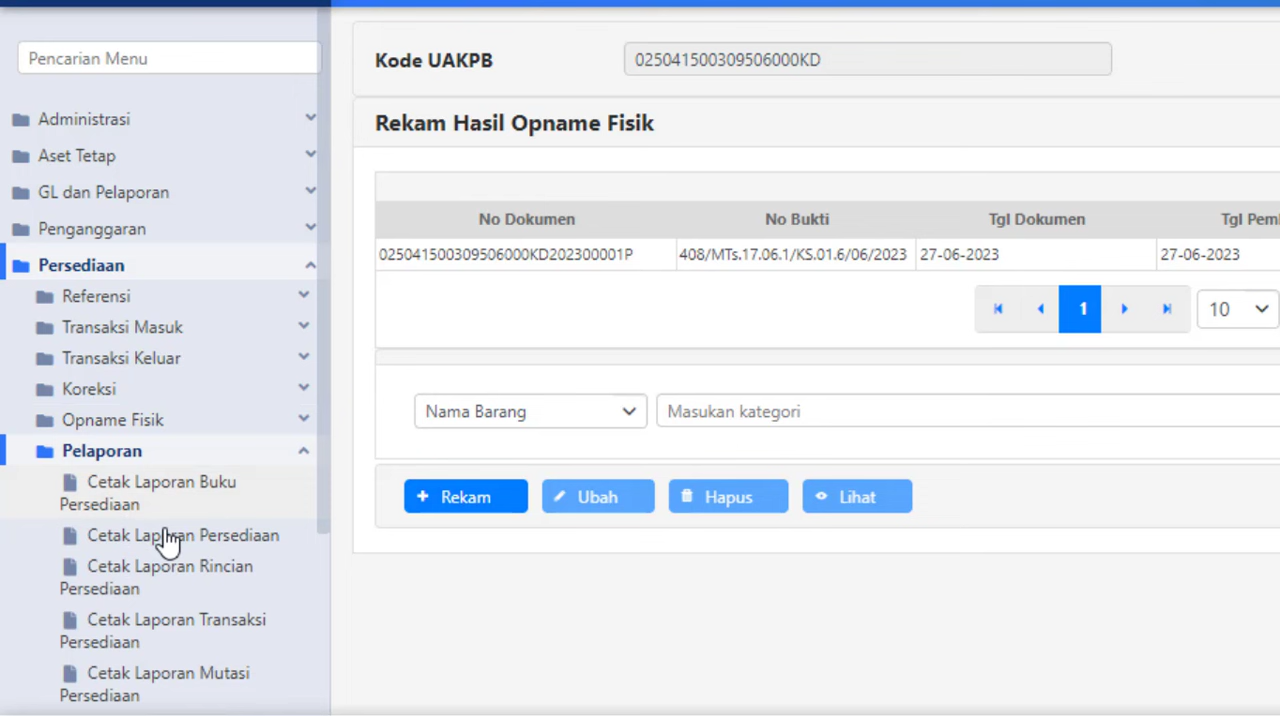 Pencarian Menu
Administrasi
Aset Tetap
GL dan Pelaporan
Penganggaran
Persediaan
Referensi
Transaksi Masuk
Transaksi Keluar
Koreksi
Opname Fisik
Pelaporan
Cetak Laporan Buku
Persediaan
Cetak Laporan Persediaan
Cetak Laporan Rincian
Persediaan
Cetak Laporan Transaksi
Persediaan
Cetak Laporan Mutasi
Persediaan
Kode UAKPB
025041500309506000KD
Rekam Hasil Opname Fisik
No Dokumen No Bukti Tgl Dokumen Tgl Pemb
025041500309506000KD202300001P 408/MTs.17.06.1/KS.01.6/06/2023 27-06-2023 27-06-2023
1 10
Nama Barang Masukan kategori
Rekam Ubah Hapus Lihat